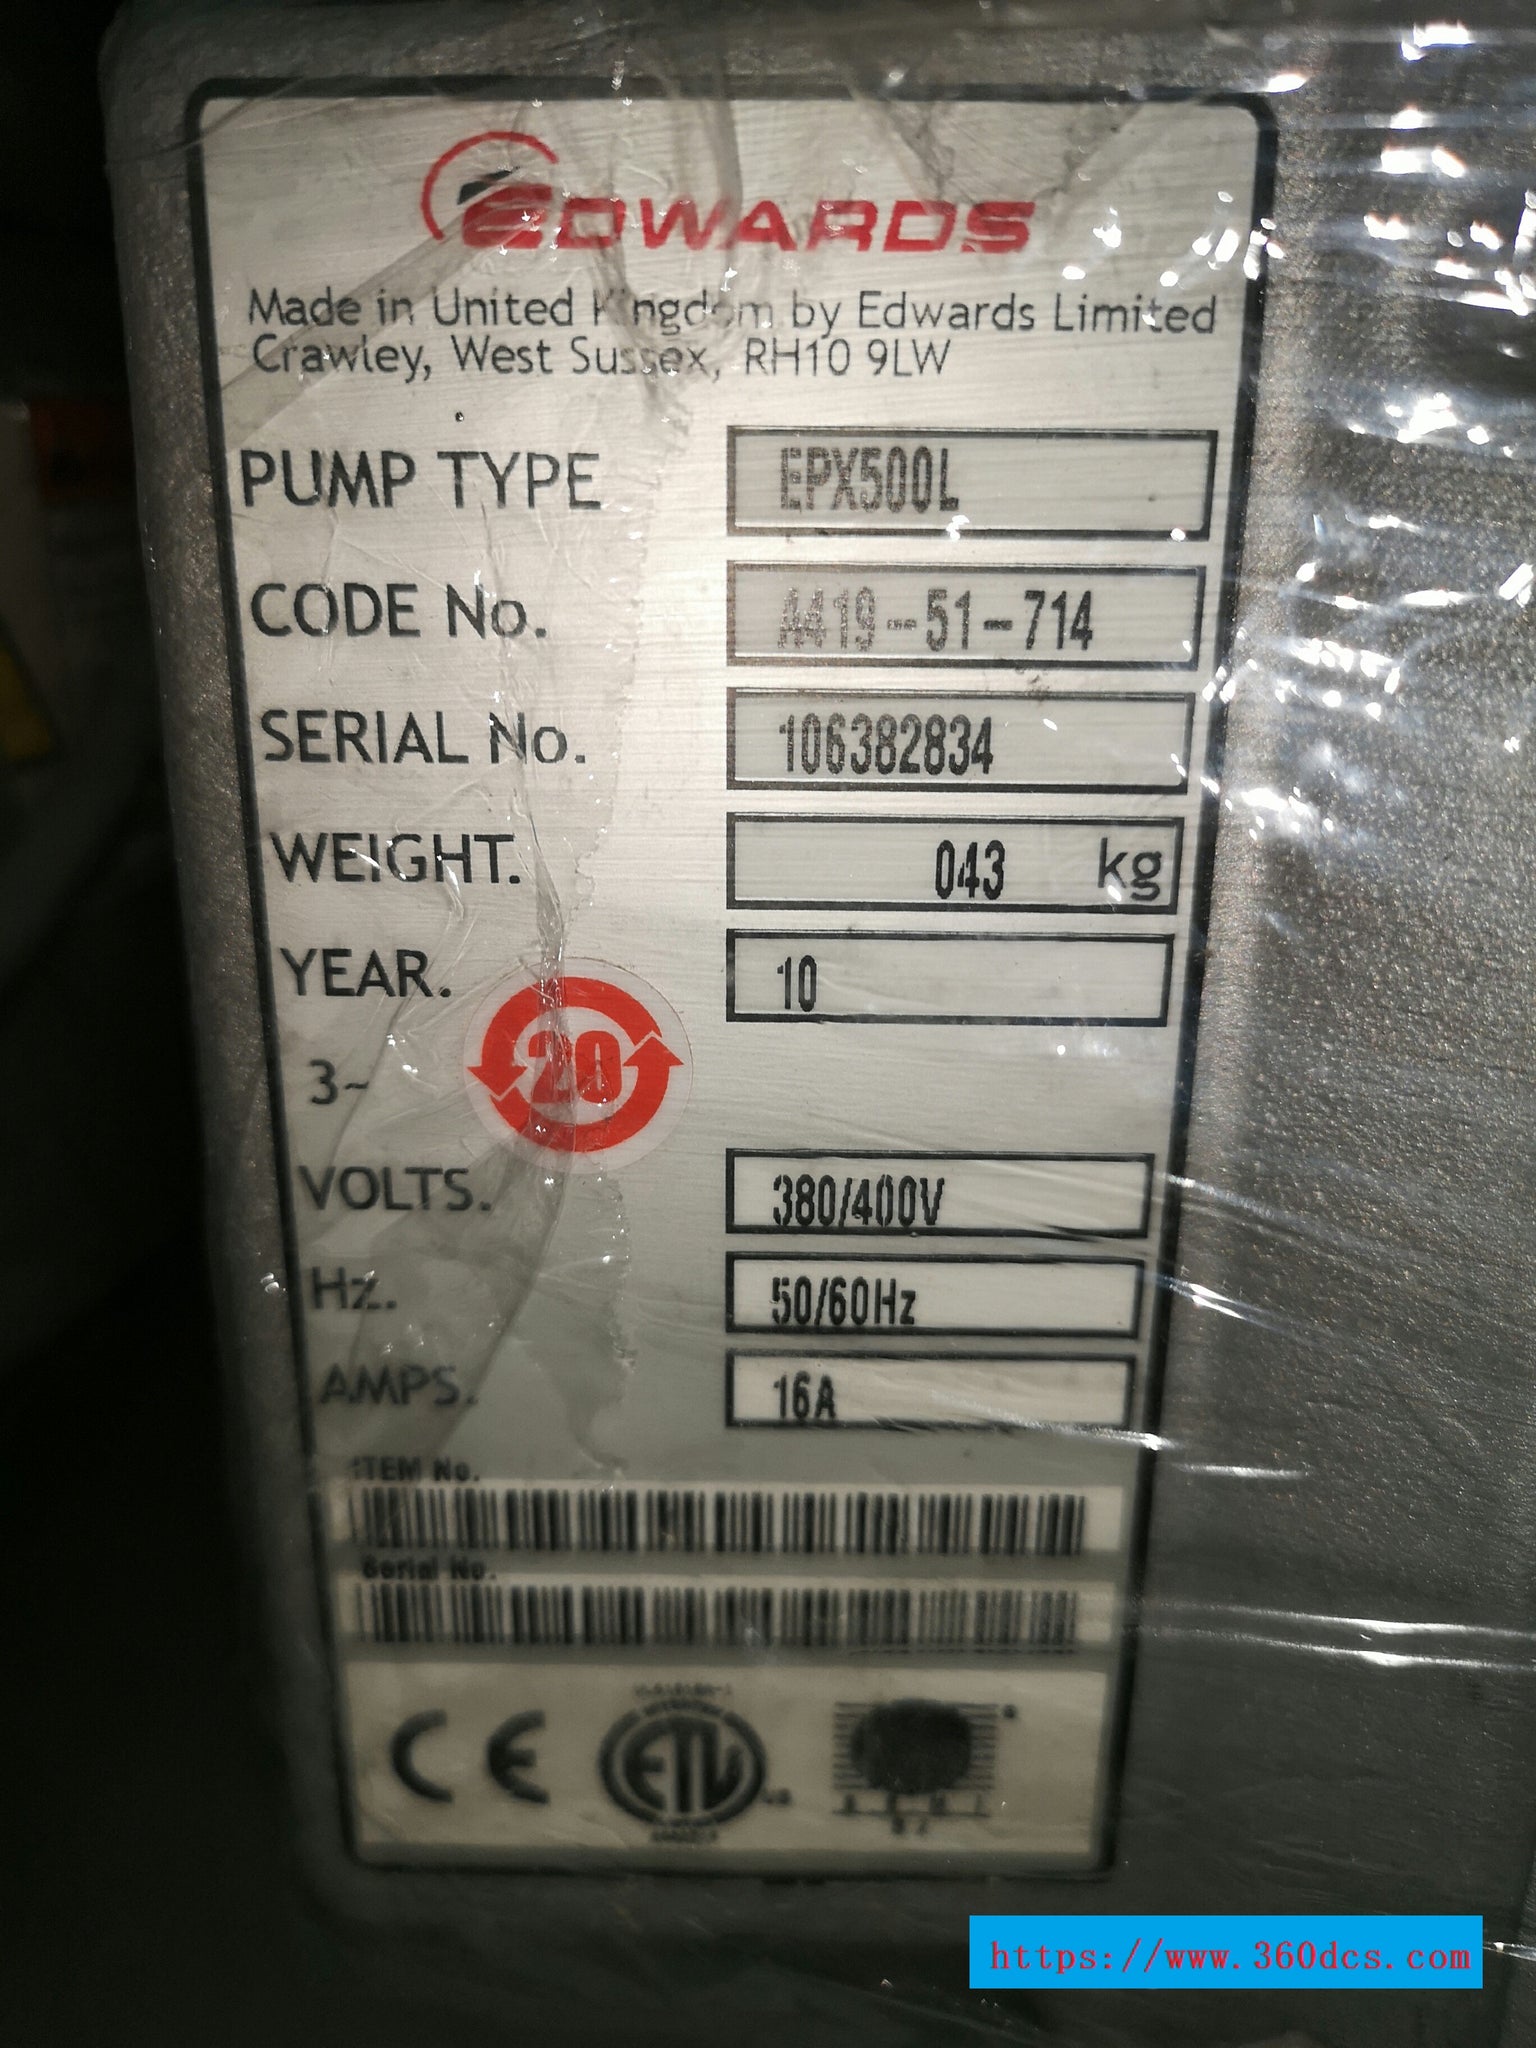 EDWARDS
Made in United Kingdom by Edwards Limited
Crawley, West Sussex, RH10 9LW
PUMP TYPE EPX500L
CODE No. A419-51-714
SERIAL No. 106382834
WEIGHT. 043 kg
YEAR. 10
20
3~
VOLTS. 380/400V
Hz. 50/60Hz
AMPS. 16A
ITEM No.
Serial No.
CE ETL US
https://www.360dcs.com